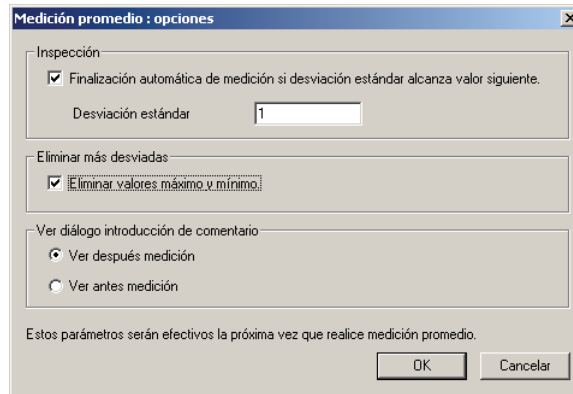 Medición promedio : opciones
Inspección
Finalización automática de medición si desviación estándar alcanza valor siguiente.
Desviación estándar 1
Eliminar más desviadas
Eliminar valores máximo y mínimo.
Ver diálogo introducción de comentario
Ver después medición
Ver antes medición
Estos parámetros serán efectivos la próxima vez que realice medición promedio.
OK Cancelar